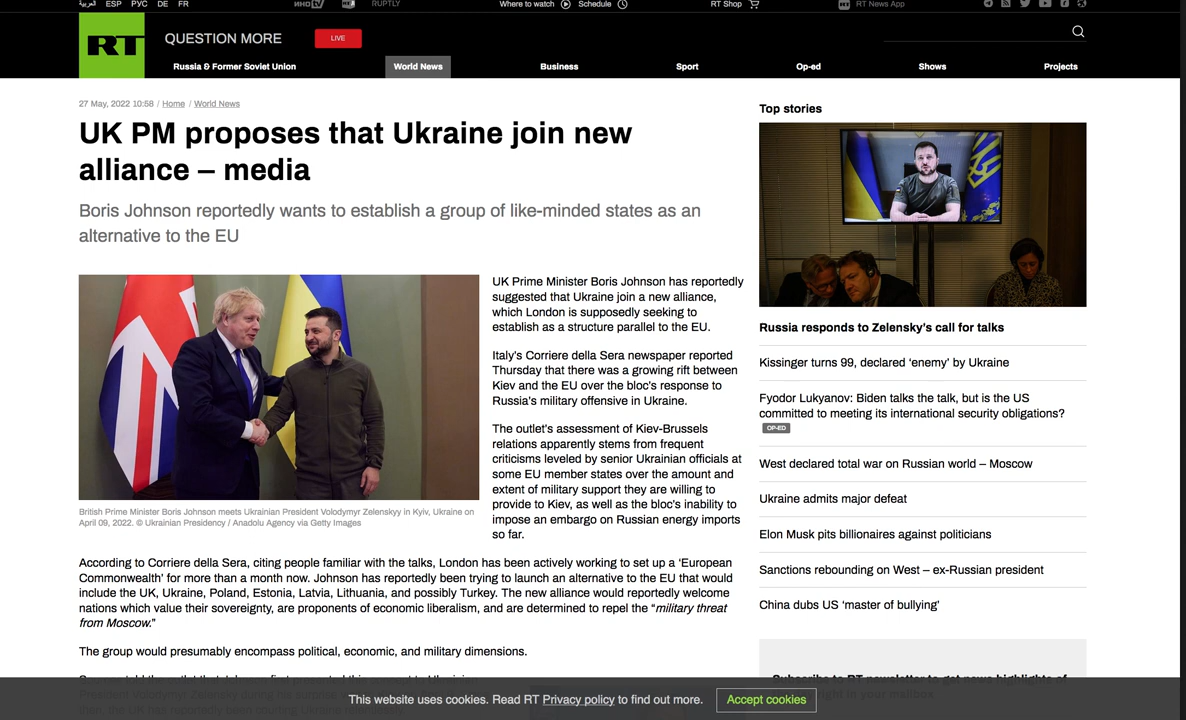 العربية ESP РУС DE FR ИНО TV RUPTLY Where to watch Schedule RT Shop RT News App
RT QUESTION MORE LIVE
Russia & Former Soviet Union World News Business Sport Op-ed Shows Projects
27 May, 2022 10:58 / Home / World News
UK PM proposes that Ukraine join new
alliance – media
Boris Johnson reportedly wants to establish a group of like-minded states as an
alternative to the EU
UK Prime Minister Boris Johnson has reportedly
suggested that Ukraine join a new alliance,
which London is supposedly seeking to
establish as a structure parallel to the EU.
Italy's Corriere della Sera newspaper reported
Thursday that there was a growing rift between
Kiev and the EU over the bloc's response to
Russia's military offensive in Ukraine.
The outlet's assessment of Kiev-Brussels
relations apparently stems from frequent
criticisms leveled by senior Ukrainian officials at
some EU member states over the amount and
extent of military support they are willing to
provide to Kiev, as well as the bloc's inability to
impose an embargo on Russian energy imports
so far.
British Prime Minister Boris Johnson meets Ukrainian President Volodymyr Zelenskyy in Kyiv, Ukraine on
April 09, 2022. © Ukrainian Presidency / Anadolu Agency via Getty Images
According to Corriere della Sera, citing people familiar with the talks, London has been actively working to set up a 'European
Commonwealth' for more than a month now. Johnson has reportedly been trying to launch an alternative to the EU that would
include the UK, Ukraine, Poland, Estonia, Latvia, Lithuania, and possibly Turkey. The new alliance would reportedly welcome
nations which value their sovereignty, are proponents of economic liberalism, and are determined to repel the "military threat
from Moscow."
The group would presumably encompass political, economic, and military dimensions.
Top stories
Russia responds to Zelensky's call for talks
Kissinger turns 99, declared 'enemy' by Ukraine
Fyodor Lukyanov: Biden talks the talk, but is the US
committed to meeting its international security obligations?
OP-ED
West declared total war on Russian world – Moscow
Ukraine admits major defeat
Elon Musk pits billionaires against politicians
Sanctions rebounding on West – ex-Russian president
China dubs US 'master of bullying'
Subscribe to RT newsletter to get news highlights of
This website uses cookies. Read RT Privacy policy to find out more. Accept cookies